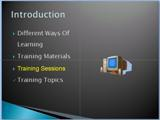 Introduction
Different Ways Of
Learning
Training Materials
Training Sessions
Training Topics